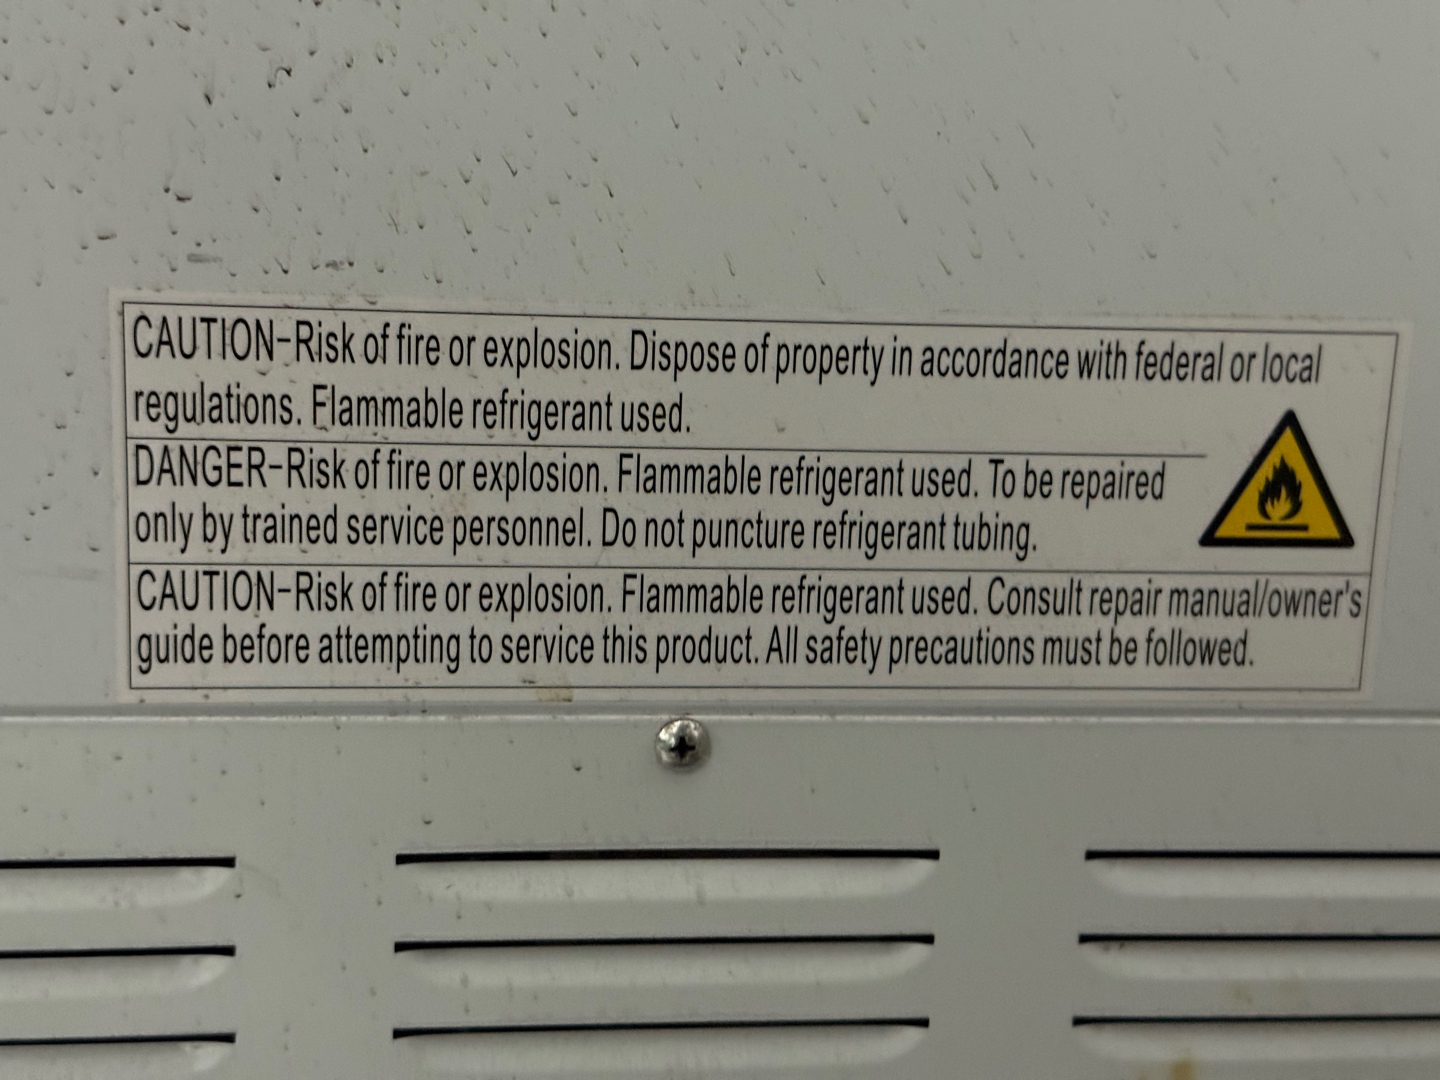 CAUTION-Risk of fire or explosion. Dispose of property in accordance with federal or local
regulations. Flammable refrigerant used.
DANGER-Risk of fire or explosion. Flammable refrigerant used. To be repaired
only by trained service personnel. Do not puncture refrigerant tubing.
CAUTION-Risk of fire or explosion. Flammable refrigerant used. Consult repair manual/owner's
guide before attempting to service this product. All safety precautions must be followed.